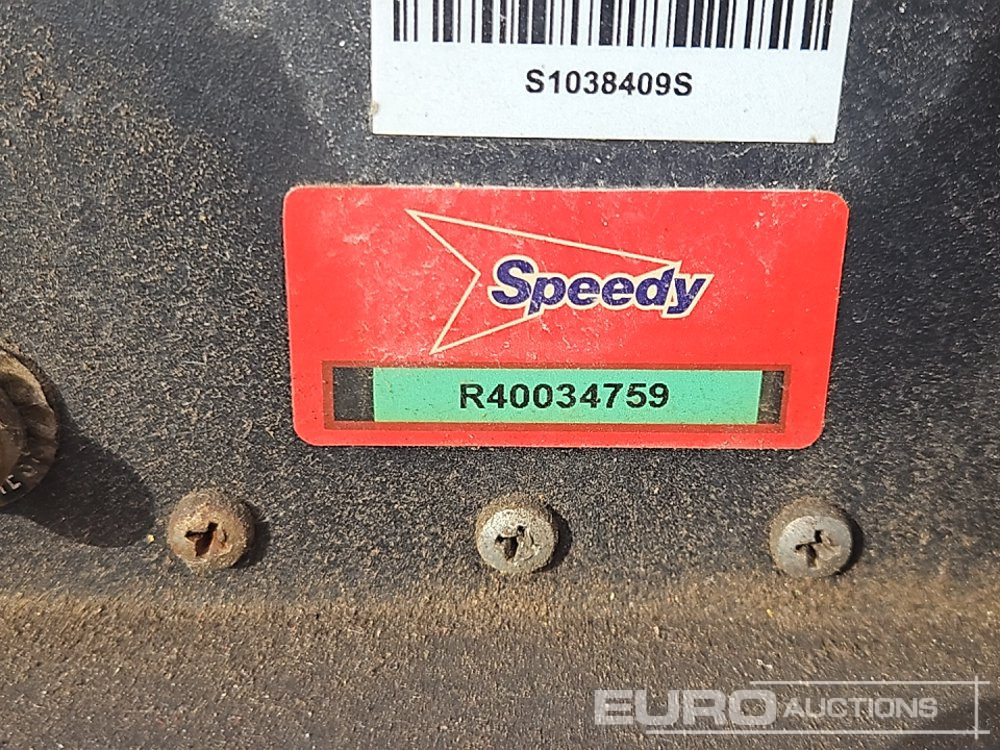 S1038409S
Speedy
R40034759
EURO AUCTIONS